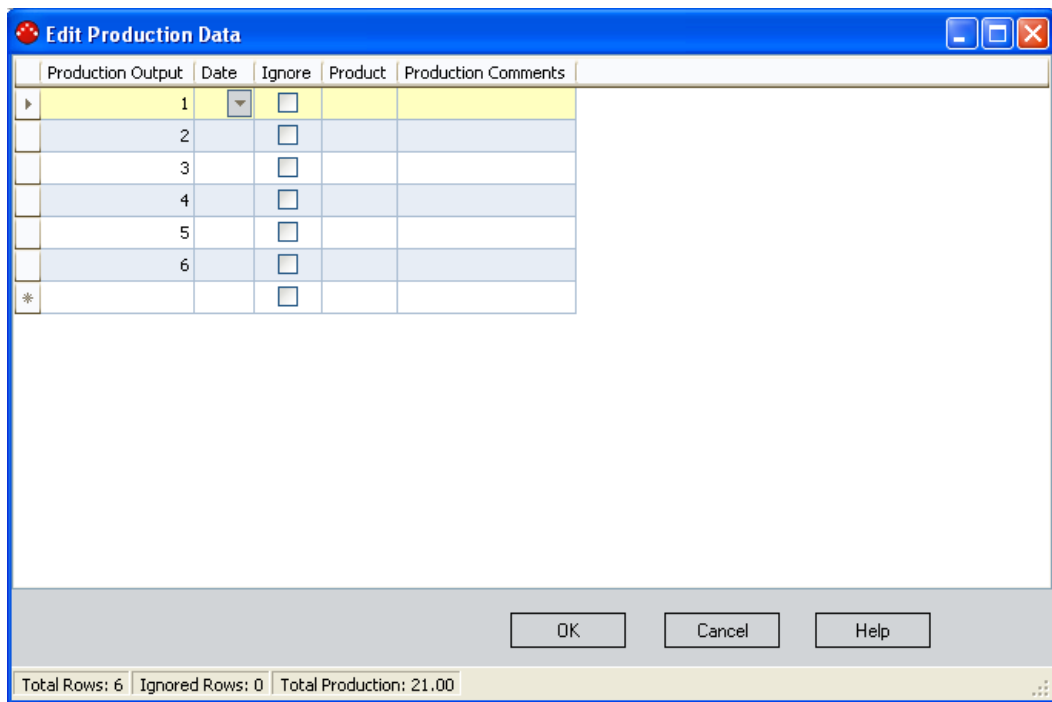 Edit Production Data
Production Output Date Ignore Product Production Comments
1
2
3
4
5
6
OK Cancel Help
Total Rows: 6 Ignored Rows: 0 Total Production: 21.00